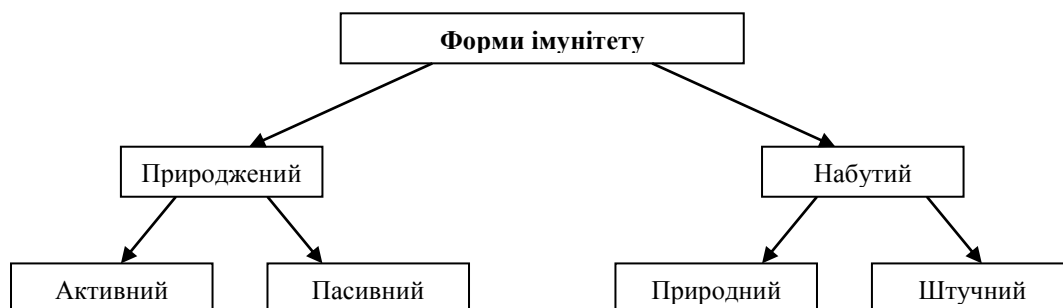 Форми імунітету
Природжений
Набутий
Активний
Пасивний
Природний
Штучний